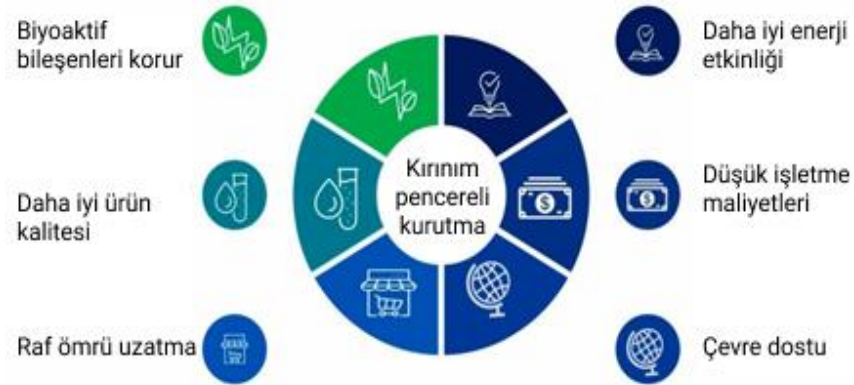 Biyoaktif
bileşenleri korur
Daha iyi ürün
kalitesi
Raf ömrü uzatma
Kırınım
pencereli
kurutma
Daha iyi enerji
etkinliği
Düşük işletme
maliyetleri
Çevre dostu